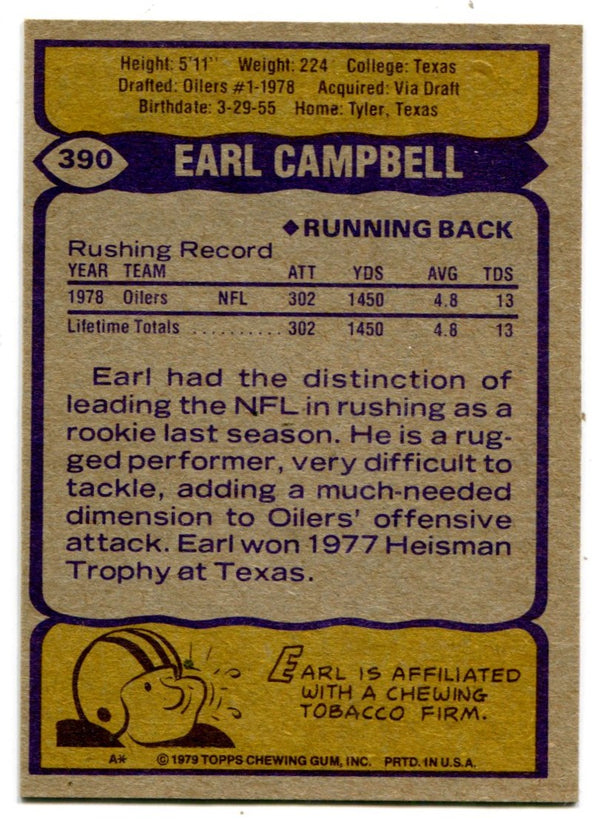 Height: 5'11" Weight: 224 College: Texas
Drafted: Oilers #1-1978 Acquired: Via Draft
Birthdate: 3-29-55 Home: Tyler, Texas
390 EARL CAMPBELL
◆RUNNING BACK
Rushing Record
YEAR TEAM ATT YDS AVG TDS
1978 Oilers NFL 302 1450 4.8 13
Lifetime Totals .......... 302 1450 4.8 13
Earl had the distinction of
leading the NFL in rushing as a
rookie last season. He is a rug-
ged performer, very difficult to
tackle, adding a much-needed
dimension to Oilers' offensive
attack. Earl won 1977 Heisman
Trophy at Texas.
EARL IS AFFILIATED
WITH A CHEWING
TOBACCO FIRM.
A* © 1979 TOPPS CHEWING GUM, INC. PRTD. IN U.S.A.